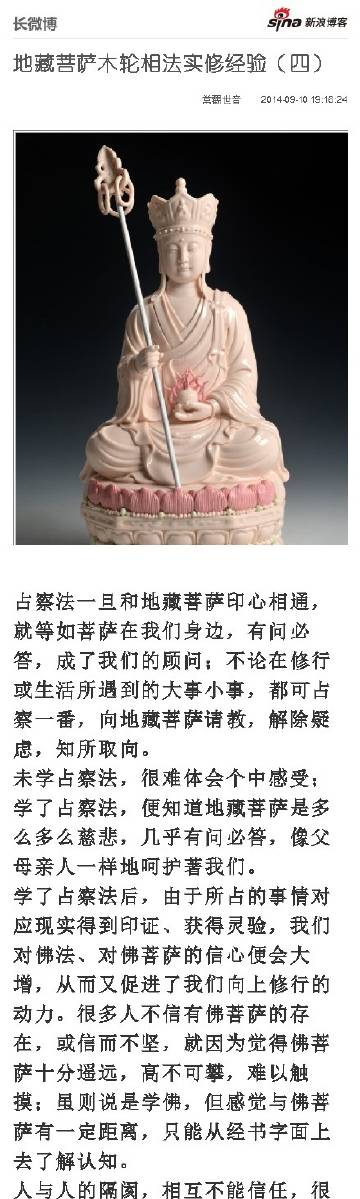 长微博
sina 新浪博客
地藏菩萨木轮相法实修经验（四）
常翻世音 2014-09-10 19:18:24
占察法一旦和地藏菩萨印心相通，
就等如菩萨在我们身边，有问必
答，成了我们的顾问；不论在修行
或生活所遇到的大事小事，都可占
察一番，向地藏菩萨请教，解除疑
虑，知所取向。
未学占察法，很难体会个中感受；
学了占察法，便知道地藏菩萨是多
么多么慈悲，几乎有问必答，像父
母亲人一样地呵护著我们。
学了占察法后，由于所占的事情对
应现实得到印证、获得灵验，我们
对佛法、对佛菩萨的信心便会大
增，从而又促进了我们向上修行的
动力。很多人不信有佛菩萨的存
在，或信而不坚，就因为觉得佛菩
萨十分遥远，高不可攀，难以触
摸；虽则说是学佛，但感觉与佛菩
萨有一定距离，只能从经书字面上
去了解认知。
人与人的隔阂，相互不能信任，很